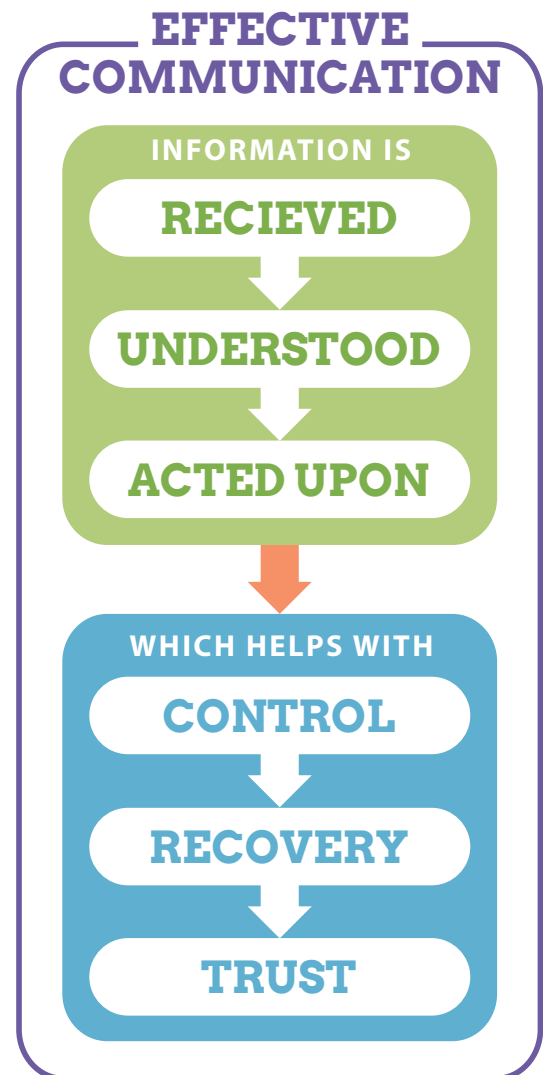 EFFECTIVE
COMMUNICATION
INFORMATION IS
RECIEVED
UNDERSTOOD
ACTED UPON
WHICH HELPS WITH
CONTROL
RECOVERY
TRUST